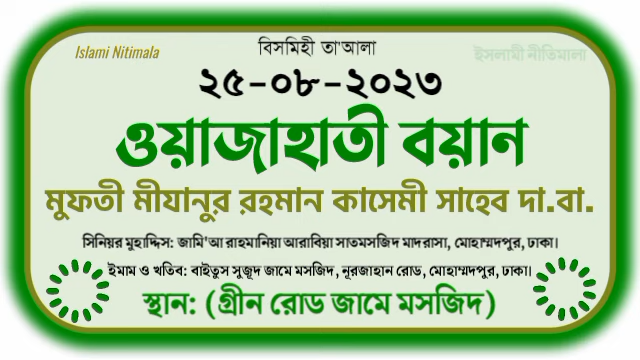 Islami Nitimala
বিসমিহী তা'আলা
ইসলামী নীতিমালা
২৫-০৮-২০২৩
ওয়াজাহাতী বয়ান
মুফতী মীযানুর রহমান কাসেমী সাহেব দা.বা.
সিনিয়র মুহাদ্দিস: জামি'আ রাহমানিয়া আরাবিয়া সাতমসজিদ মাদরাসা, মোহাম্মদপুর, ঢাকা।
ইমাম ও খতিব: বাইতুস সুজূদ জামে মসজিদ, নূরজাহান রোড, মোহাম্মদপুর, ঢাকা।
স্থান: (গ্রীন রোড জামে মসজিদ)